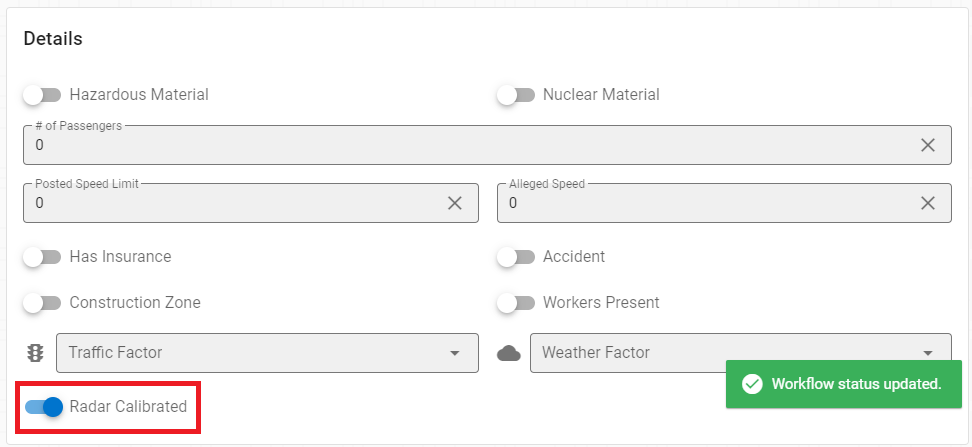 Details
Hazardous Material
Nuclear Material
# of Passengers
0
Posted Speed Limit
0
Alleged Speed
0
Has Insurance
Accident
Construction Zone
Workers Present
Traffic Factor
Weather Factor
Workflow status updated.
Radar Calibrated